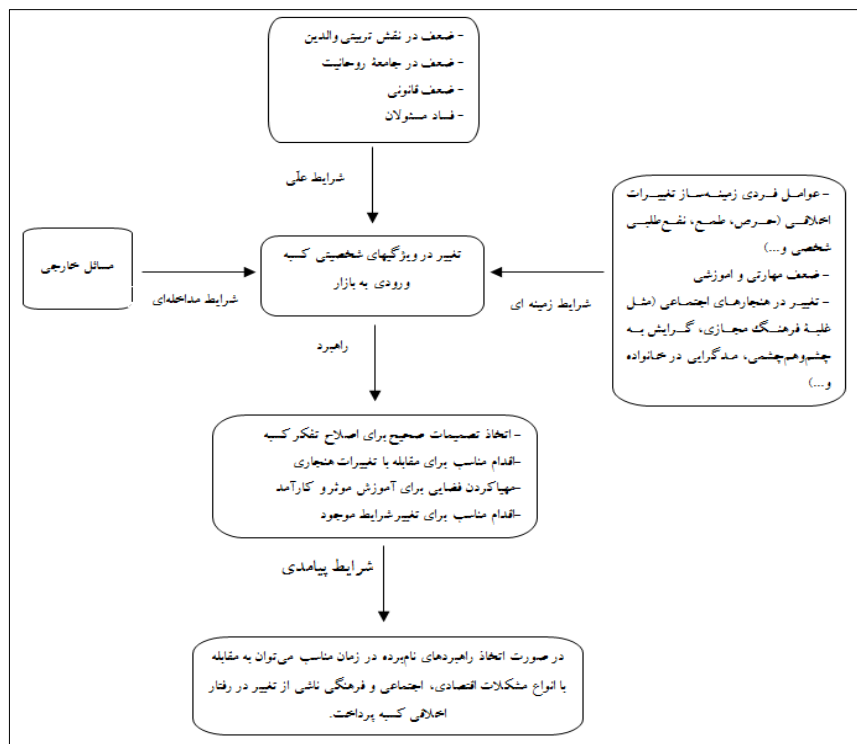 - ضعف در نقش تربیتی والدین
- ضعف در جامعۀ روحانیت
- ضعف قانونی
- فساد مسئولان
شرایط علّی
- عوامل فردی زمینه‌ساز تغییرات
اخلاقی (حرص، طمع، نفع‌طلبی
شخصی و...)
- ضعف مهارتی و اموزشی
- تغییر در هنجارهای اجتماعی (مثل
غلبۀ فرهنگ مجازی، گرایش به
چشم‌وهم‌چشمی، مدگرایی در خانواده
و...)
شرایط زمینه ای
تغییر در ویژگیهای شخصیتی کسبه
ورودی به بازار
مسائل خارجی
شرایط مداخله‌ای
راهبرد
- اتخاذ تصمیمات صحیح برای اصلاح تفکر کسبه
-اقدام مناسب برای مقابله با تغییرات هنجاری
-مهیاکردن فضایی برای آموزش موثر و کارآمد
-اقدام مناسب برای تغییر شرایط موجود
شرایط پیامدی
در صورت اتخاذ راهبردهای نام‌برده در زمان مناسب می‌توان به مقابله
با انواع مشکلات اقتصادی، اجتماعی و فرهنگی ناشی از تغییر در رفتار
اخلاقی کسبه پرداخت.